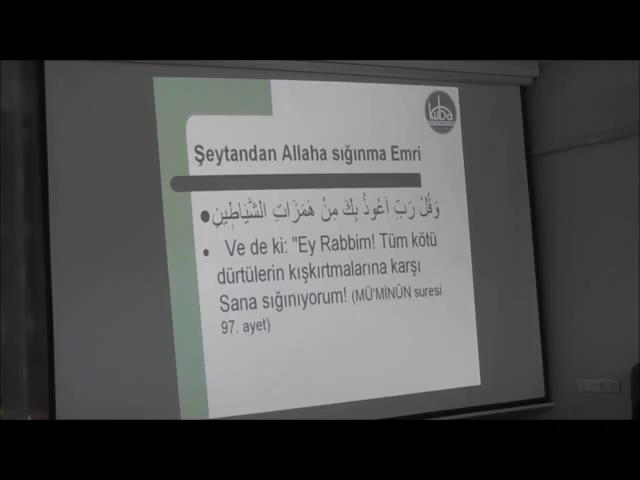 kuba
Şeytandan Allaha sığınma Emri
•وَقُلْ رَبِّ اَعُوذُ بِكَ مِنْ هَمَزَاتِ الشَّيَاطٖينِ
• Ve de ki: "Ey Rabbim! Tüm kötü
dürtülerin kışkırtmalarına karşı
Sana sığınıyorum! (MÜ'MİNÛN suresi
97. ayet)